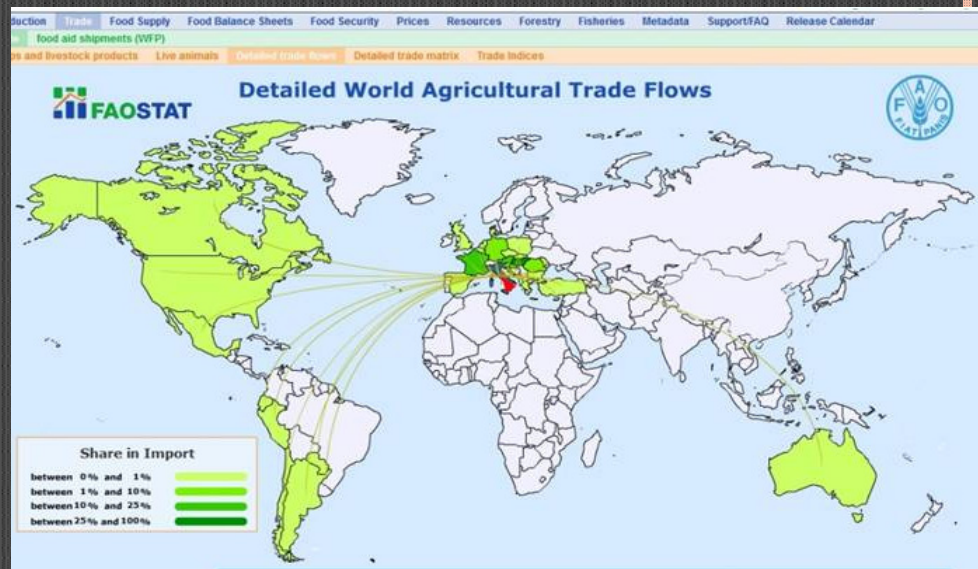 duction Trade Food Supply Food Balance Sheets Food Security Prices Resources Forestry Fisheries Metadata Support/FAQ Release Calendar
food aid shipments (WFP)
ps and livestock products Live animals Detailed trade flows Detailed trade matrix Trade Indices
FAOSTAT
Detailed World Agricultural Trade Flows
F A O
FIAT PANIS
Share in Import
between 0% and 1%
between 1% and 10%
between 10% and 25%
between 25% and 100%